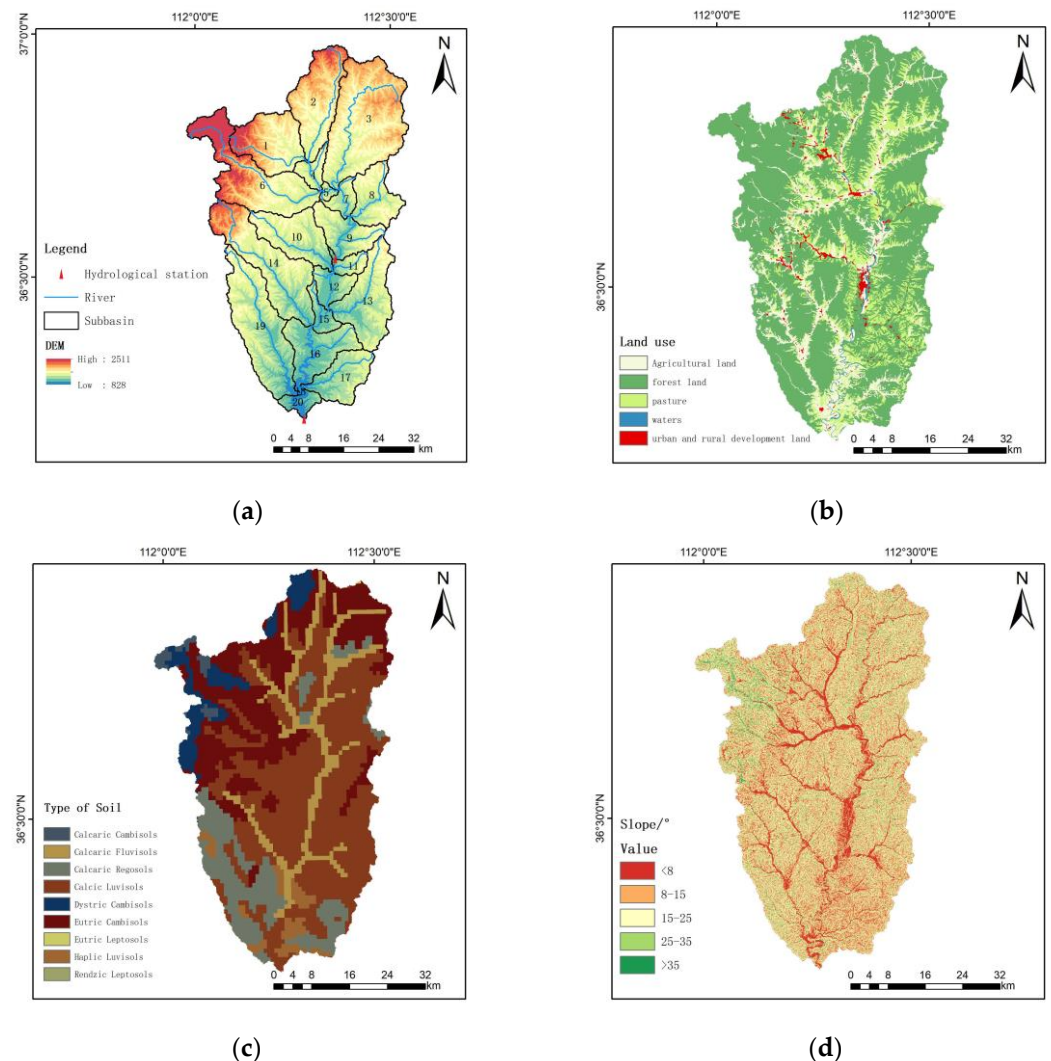 112°0'0"E 112°30'0"E
37°0'0"N
N
2
3
1
6
5
7
8
10
9
14
11
12
13
15
19
16
17
20
36°30'0"N
Legend
Hydrological station
River
Subbasin
DEM
High : 2511
Low : 828
0 4 8 16 24 32
km
(a)
112°0'0"E 112°30'0"E
N
36°30'0"N
Land use
Agricultural land
forest land
pasture
waters
urban and rural development land
0 4 8 16 24 32
km
(b)
112°0'0"E 112°30'0"E
N
36°30'0"N
Type of Soil
Calcaric Cambisols
Calcaric Fluvisols
Calcaric Regosols
Calcic Luvisols
Dystric Cambisols
Eutric Cambisols
Eutric Leptosols
Haplic Luvisols
Rendzic Leptosols
0 4 8 16 24 32
km
(c)
112°0'0"E 112°30'0"E
N
36°30'0"N
Slope/°
Value
<8
8-15
15-25
25-35
>35
0 4 8 16 24 32
km
(d)